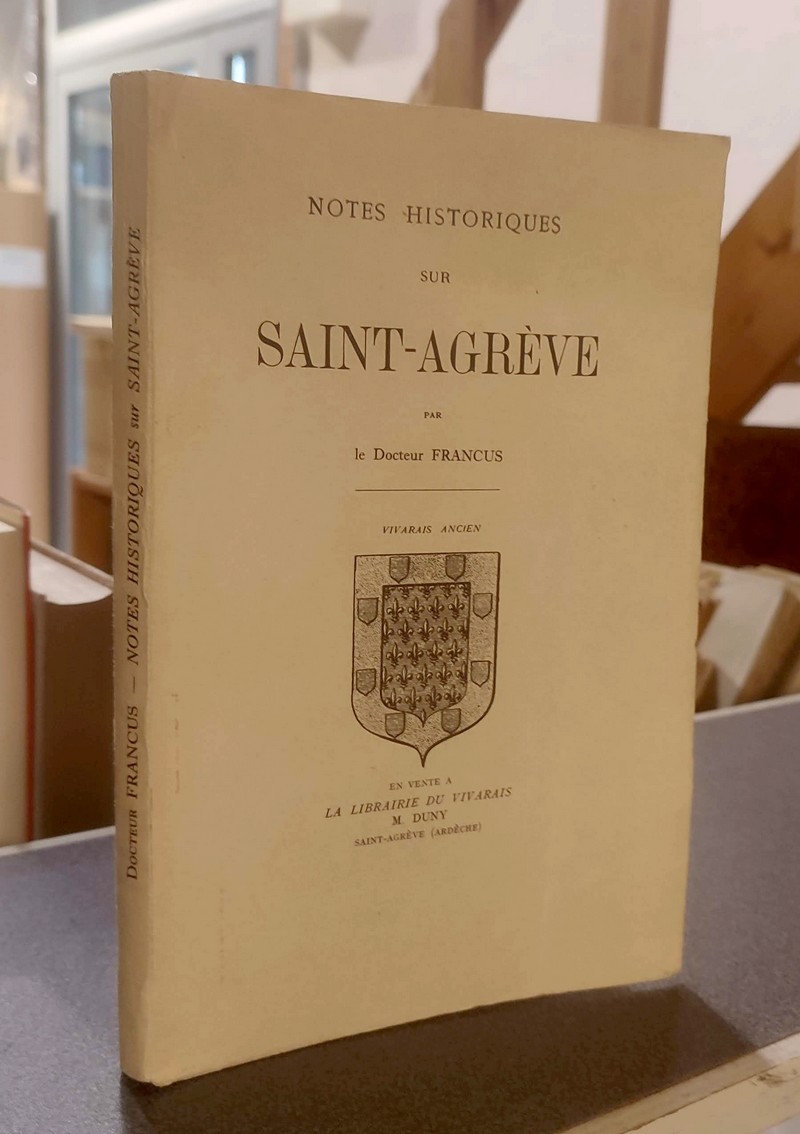 NOTES HISTORIQUES
SUR
SAINT-AGRÈVE
PAR
le Docteur FRANCUS
VIVARAIS ANCIEN
EN VENTE A
LA LIBRAIRIE DU VIVARAIS
M. DUNY
SAINT-AGRÈVE (ARDÈCHE)
Docteur FRANCUS — NOTES HISTORIQUES sur SAINT-AGRÈVE